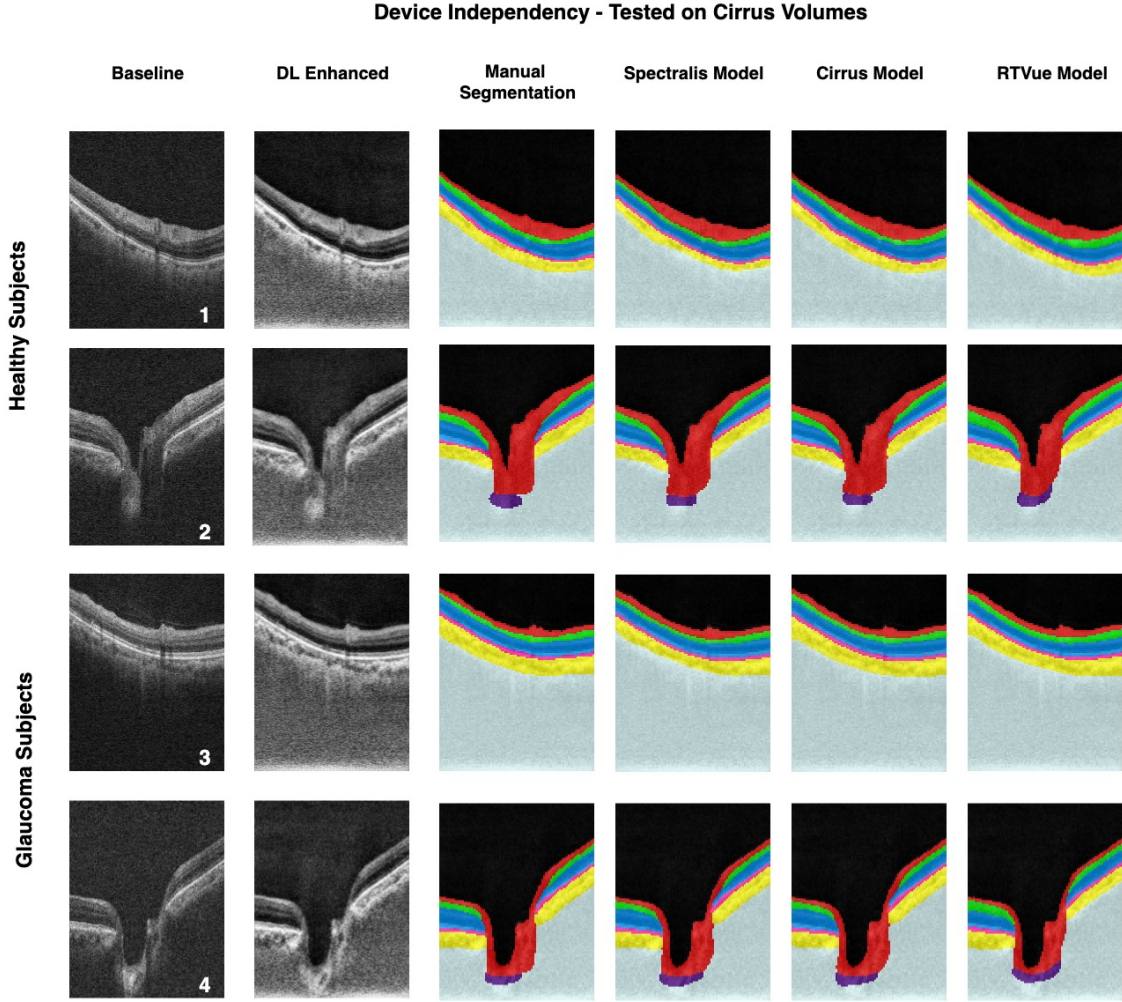 Device Independency - Tested on Cirrus Volumes
Baseline
DL Enhanced
Manual
Segmentation
Spectralis Model
Cirrus Model
RTVue Model
Healthy Subjects
1
2
Glaucoma Subjects
3
4